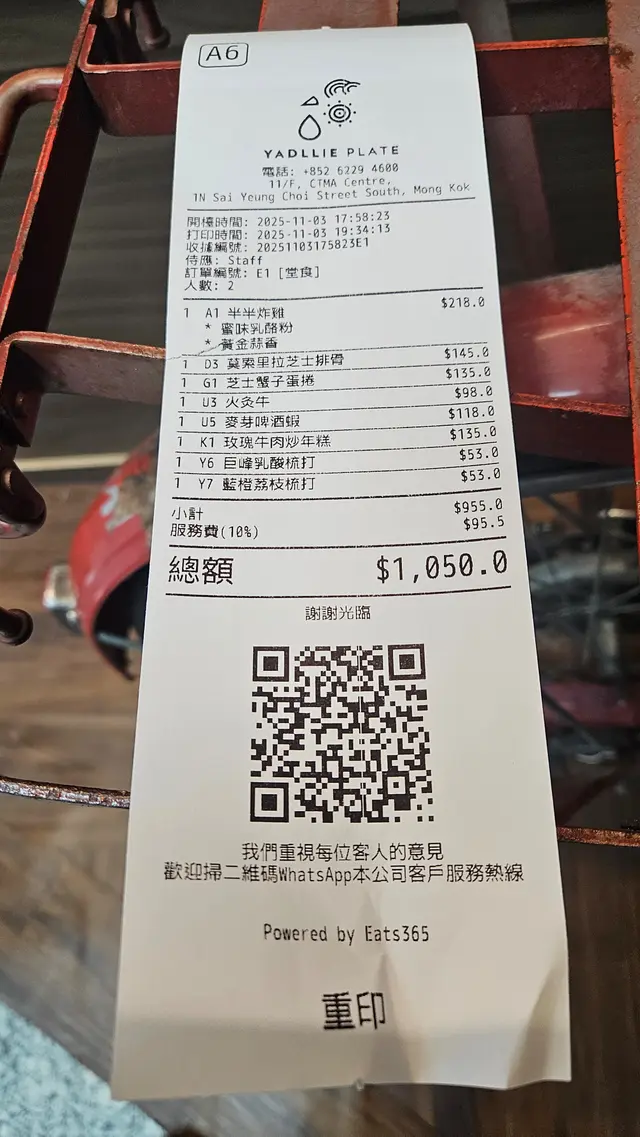 A6
YADLLIE PLATE
電話: +852 6229 4600
11/F, CTMA Centre,
1N Sai Yeung Choi Street South, Mong Kok
開檯時間: 2025-11-03 17:58:23
打印時間: 2025-11-03 19:34:13
收據編號: 20251103175823E1
侍應: Staff
訂單編號: E1 [堂食]
人數: 2
1 A1 半半炸雞 $218.0
* 蜜味乳酪粉
* 黃金蒜香
1 D3 莫索里拉芝士排骨 $145.0
1 G1 芝士蟹子蛋捲 $135.0
1 U3 火灸牛 $98.0
1 U5 麥芽啤酒蝦 $118.0
1 K1 玫瑰牛肉炒年糕 $135.0
1 Y6 巨峰乳酸梳打 $53.0
1 Y7 藍橙荔枝梳打 $53.0
小計 $955.0
服務費(10%) $95.5
總額 $1,050.0
謝謝光臨
我們重視每位客人的意見
歡迎掃二維碼WhatsApp本公司客戶服務熱線
Powered by Eats365
重印